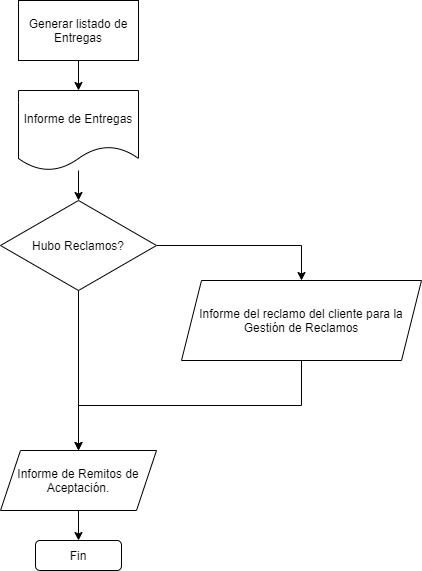 Generar listado de
Entregas
Informe de Entregas
Hubo Reclamos?
Informe del reclamo del cliente para la
Gestión de Reclamos
Informe de Remitos de
Aceptación.
Fin